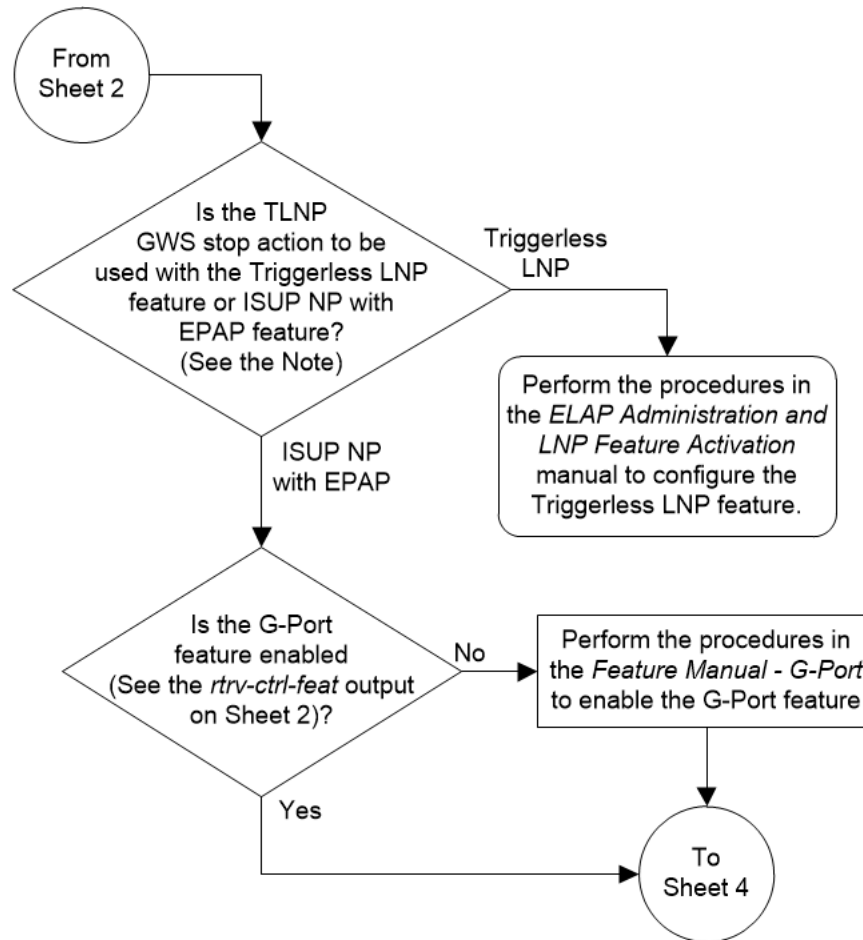 From
Sheet 2
Is the TLNP
GWS stop action to be
used with the Triggerless LNP
feature or ISUP NP with
EPAP feature?
(See the Note)
Triggerless
LNP
Perform the procedures in
the ELAP Administration and
LNP Feature Activation
manual to configure the
Triggerless LNP feature.
ISUP NP
with EPAP
Is the G-Port
feature enabled
(See the rtrv-ctrl-feat output
on Sheet 2)?
No
Perform the procedures in
the Feature Manual - G-Port
to enable the G-Port feature
Yes
To
Sheet 4